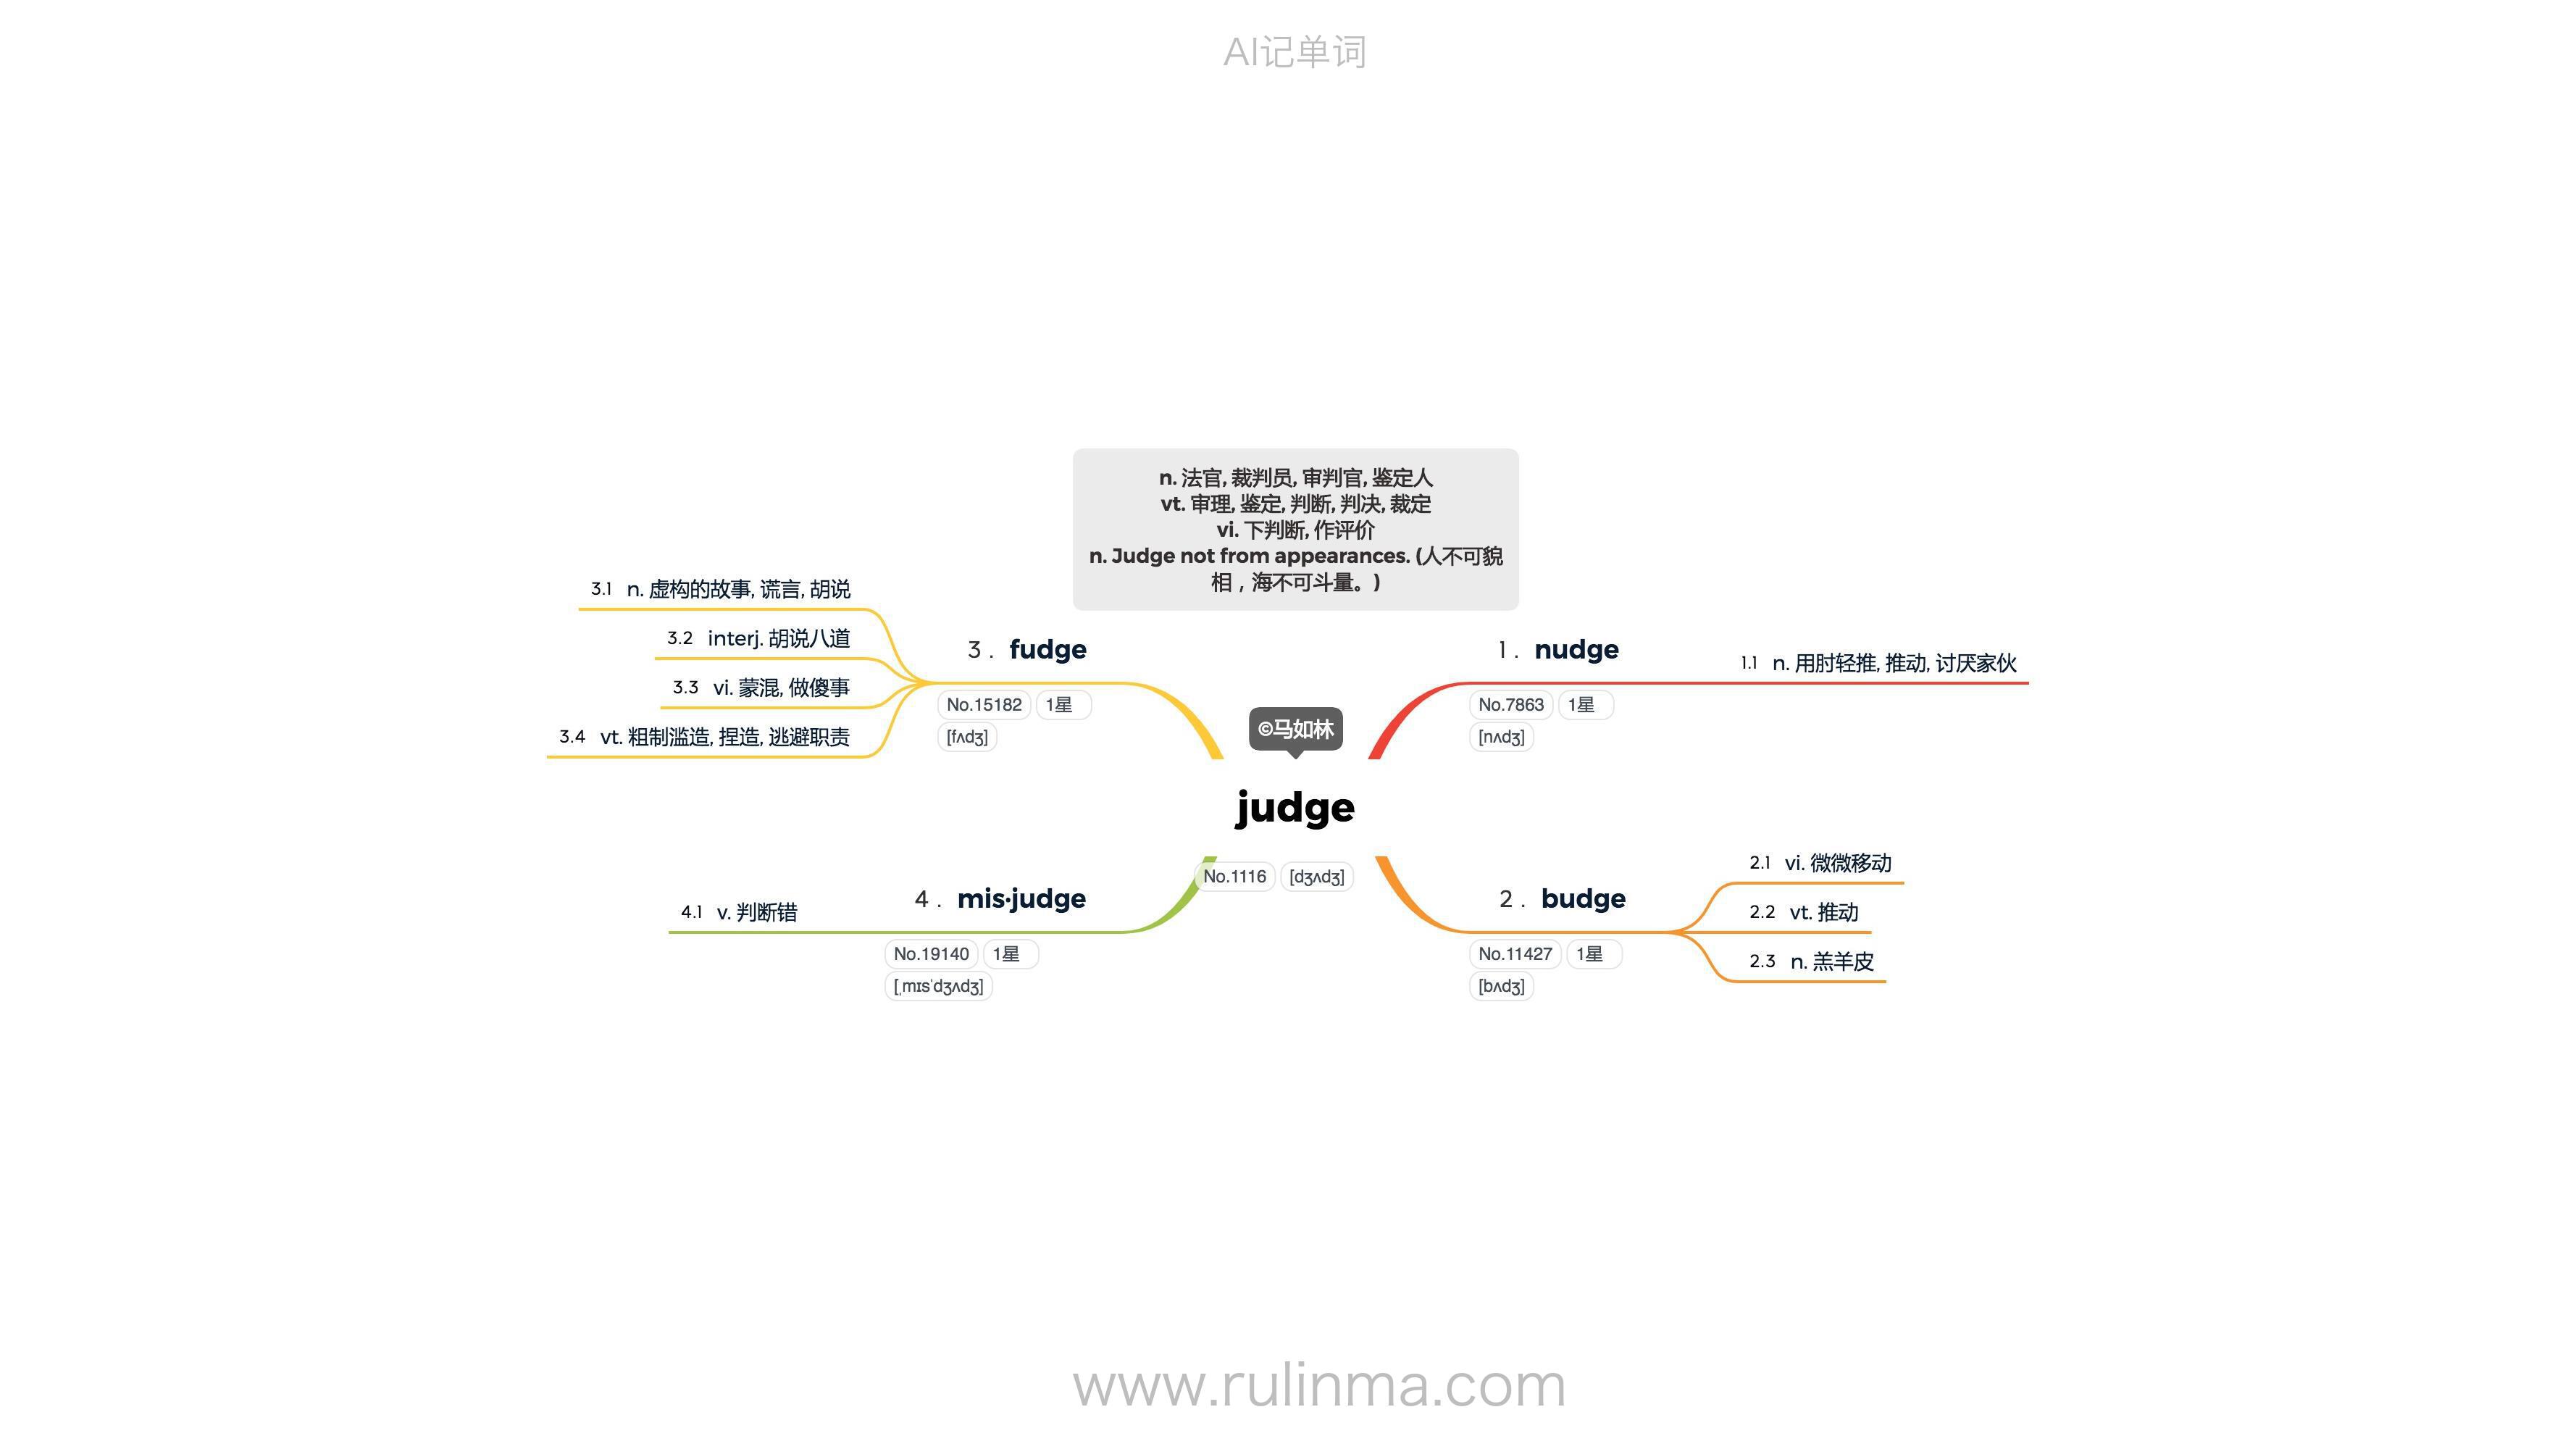 AI记单词
n. 法官, 裁判员, 审判官, 鉴定人
vt. 审理, 鉴定, 判断, 判决, 裁定
vi. 下判断, 作评价
n. Judge not from appearances. (人不可貌
相，海不可斗量。)
©马如林
judge
No.1116 [dʒʌdʒ]
1. nudge
No.7863 1星
[nʌdʒ]
1.1 n. 用肘轻推, 推动, 讨厌家伙
2. budge
No.11427 1星
[bʌdʒ]
2.1 vi. 微微移动
2.2 vt. 推动
2.3 n. 羔羊皮
3. fudge
No.15182 1星
[fʌdʒ]
3.1 n. 虚构的故事, 谎言, 胡说
3.2 interj. 胡说八道
3.3 vi. 蒙混, 做傻事
3.4 vt. 粗制滥造, 捏造, 逃避职责
4. mis·judge
No.19140 1星
[ˌmɪsˈdʒʌdʒ]
4.1 v. 判断错
www.rulinma.com